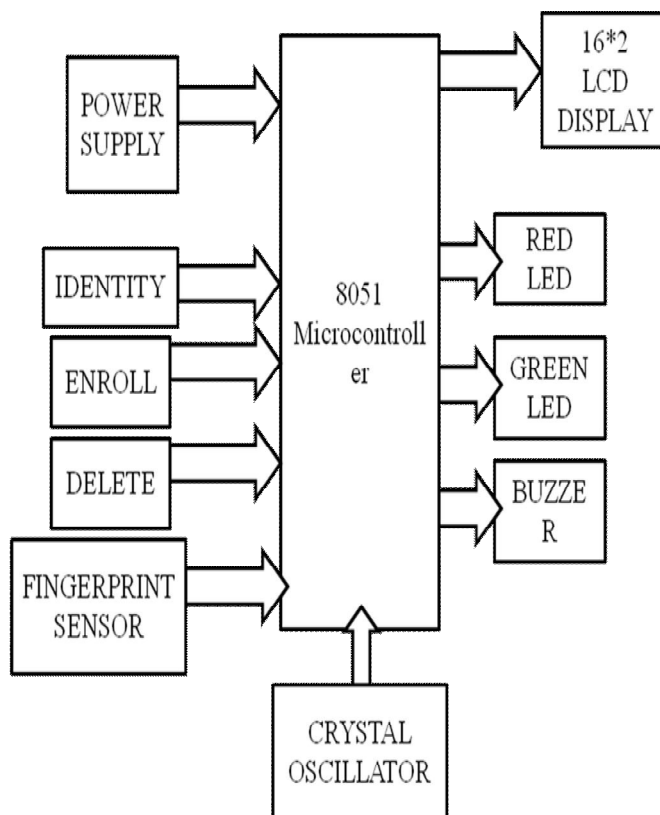 POWER
SUPPLY
IDENTITY
ENROLL
DELETE
FINGERPRINT
SENSOR
8051
Microcontroll
er
CRYSTAL
OSCILLATOR
16*2
LCD
DISPLAY
RED
LED
GREEN
LED
BUZZE
R